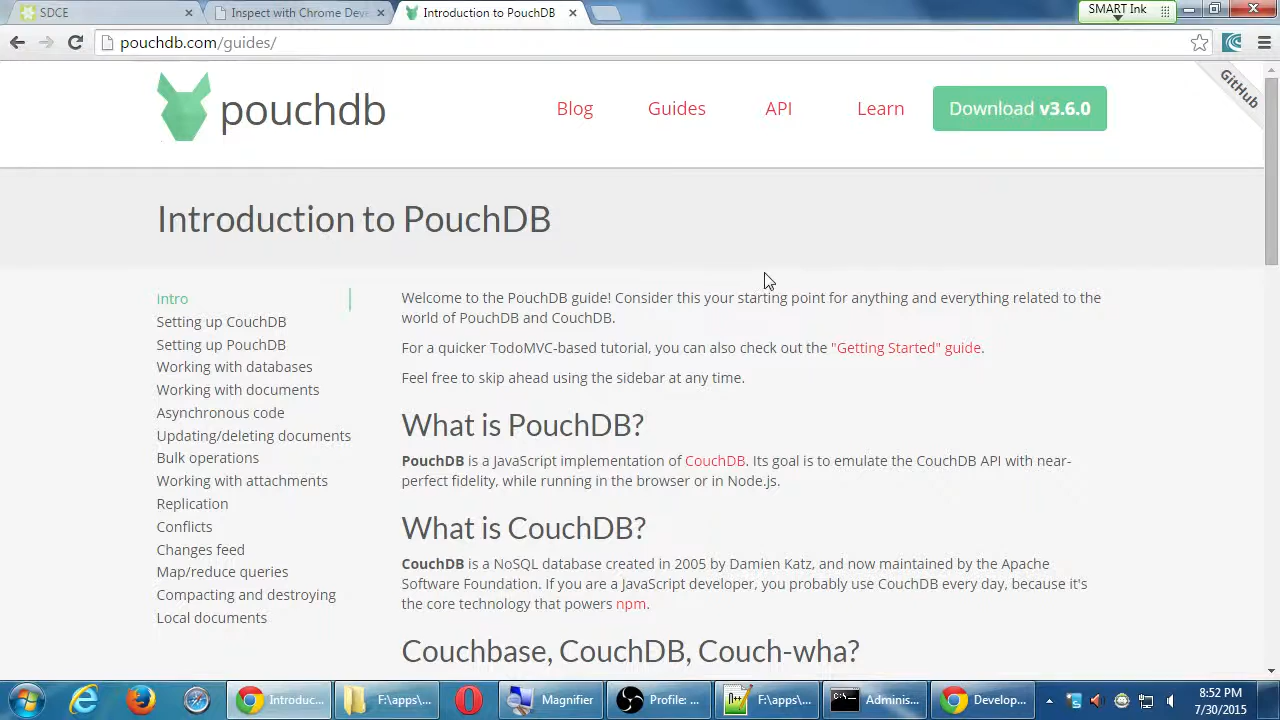 SDCE
Inspect with Chrome Deve
Introduction to PouchDB
SMART Ink
pouchdb.com/guides/
GitHub
pouchdb
Blog
Guides
API
Learn
Download v3.6.0
Introduction to PouchDB
Intro
Setting up CouchDB
Setting up PouchDB
Working with databases
Working with documents
Asynchronous code
Updating/deleting documents
Bulk operations
Working with attachments
Replication
Conflicts
Changes feed
Map/reduce queries
Compacting and destroying
Local documents
Welcome to the PouchDB guide! Consider this your starting point for anything and everything related to the
world of PouchDB and CouchDB.
For a quicker TodoMVC-based tutorial, you can also check out the "Getting Started" guide.
Feel free to skip ahead using the sidebar at any time.
What is PouchDB?
PouchDB is a JavaScript implementation of CouchDB. Its goal is to emulate the CouchDB API with near-
perfect fidelity, while running in the browser or in Node.js.
What is CouchDB?
CouchDB is a NoSQL database created in 2005 by Damien Katz, and now maintained by the Apache
Software Foundation. If you are a JavaScript developer, you probably use CouchDB every day, because it's
the core technology that powers npm.
Couchbase, CouchDB, Couch-wha?
Introduc...
F:\apps\...
Magnifier
Profile: ...
F:\apps\...
Adminis...
Develop...
8:52 PM
7/30/2015